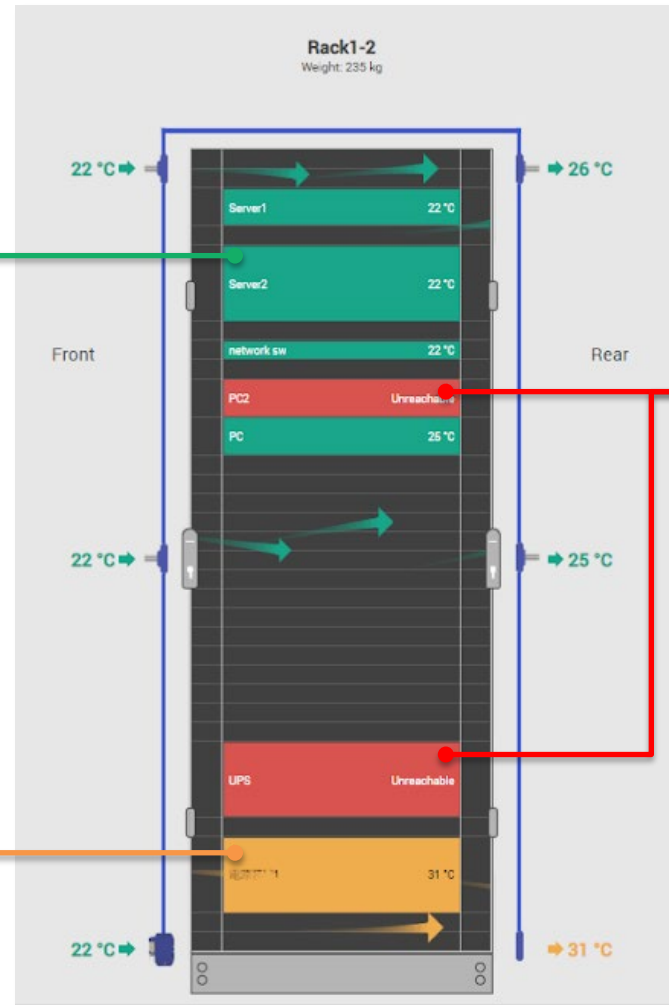 Rack1-2
Weight: 235 kg
22 °C
26 °C
Server1 22 °C
Server2 22 °C
Front
network sw 22 °C
Rear
PC2 Unreachable
PC 25 °C
22 °C
25 °C
UPS Unreachable
31 °C
22 °C
31 °C